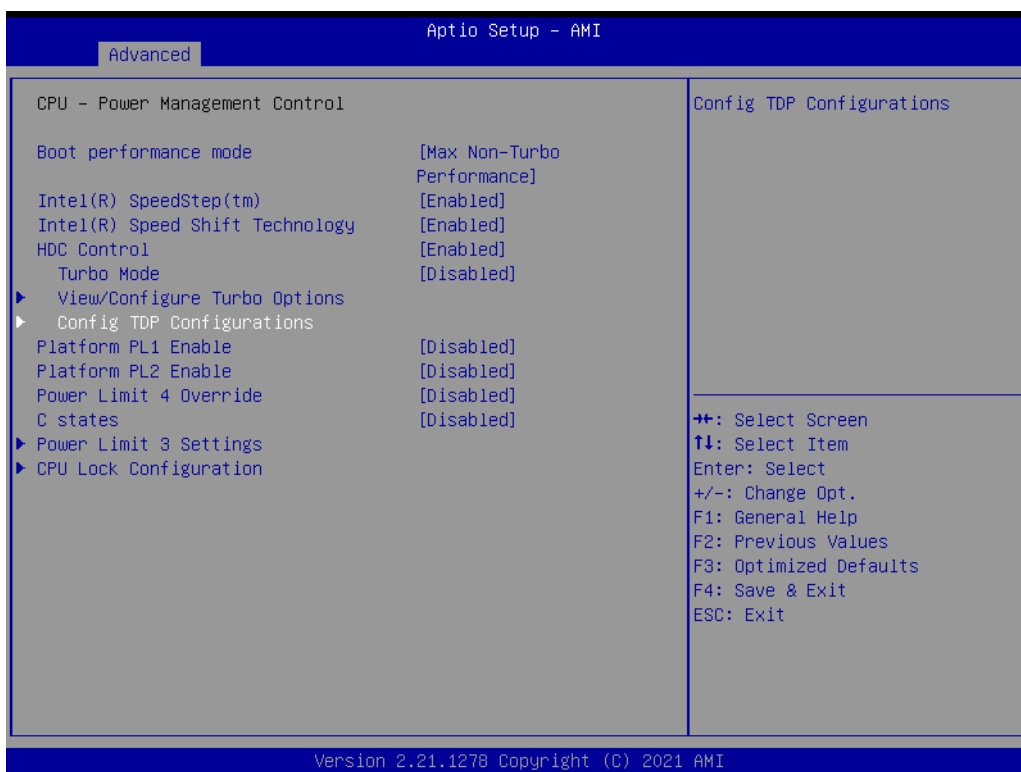 Aptio Setup – AMI
Advanced
CPU – Power Management Control
Boot performance mode [Max Non-Turbo
Performance]
Intel(R) SpeedStep(tm) [Enabled]
Intel(R) Speed Shift Technology [Enabled]
HDC Control [Enabled]
Turbo Mode [Disabled]
View/Configure Turbo Options
Config TDP Configurations
Platform PL1 Enable [Disabled]
Platform PL2 Enable [Disabled]
Power Limit 4 Override [Disabled]
C states [Disabled]
Power Limit 3 Settings
CPU Lock Configuration
Config TDP Configurations
→←: Select Screen
↑↓: Select Item
Enter: Select
+/-: Change Opt.
F1: General Help
F2: Previous Values
F3: Optimized Defaults
F4: Save & Exit
ESC: Exit
Version 2.21.1278 Copyright (C) 2021 AMI